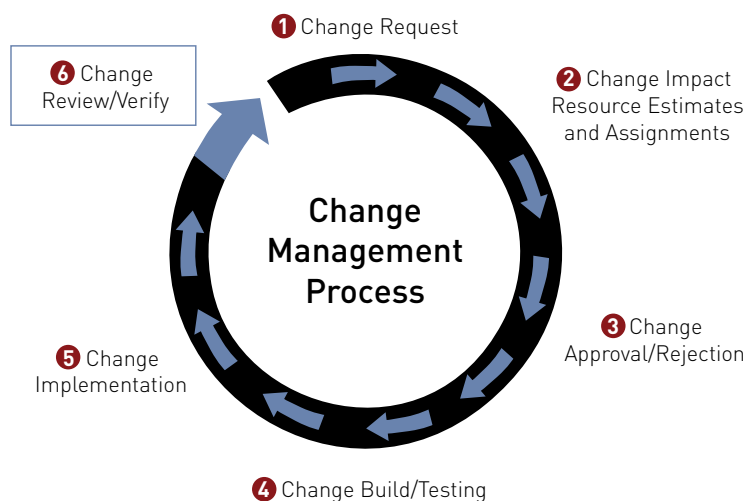 1 Change Request
2 Change Impact
Resource Estimates
and Assignments
3 Change
Approval/Rejection
4 Change Build/Testing
5 Change
Implementation
6 Change
Review/Verify
Change
Management
Process